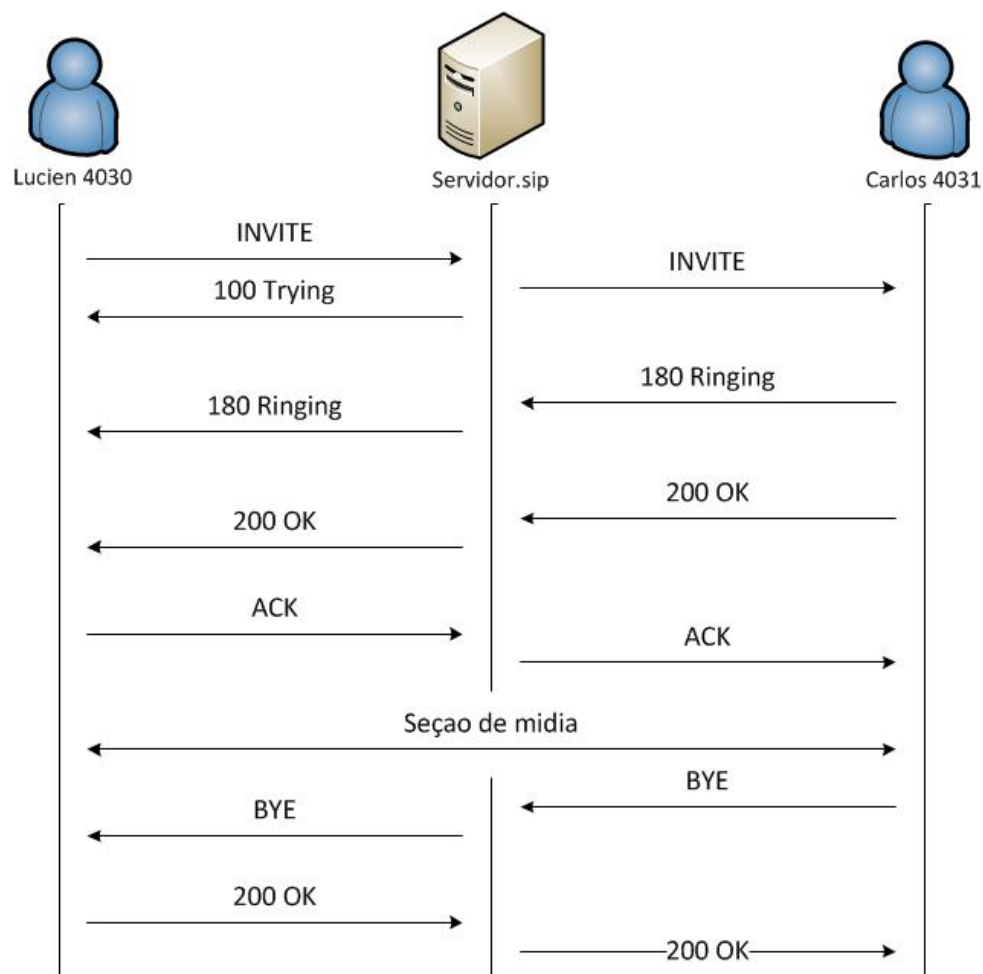 Lucien 4030
Servidor.sip
Carlos 4031
INVITE
INVITE
100 Trying
180 Ringing
180 Ringing
200 OK
200 OK
ACK
ACK
Seçao de midia
BYE
BYE
200 OK
200 OK